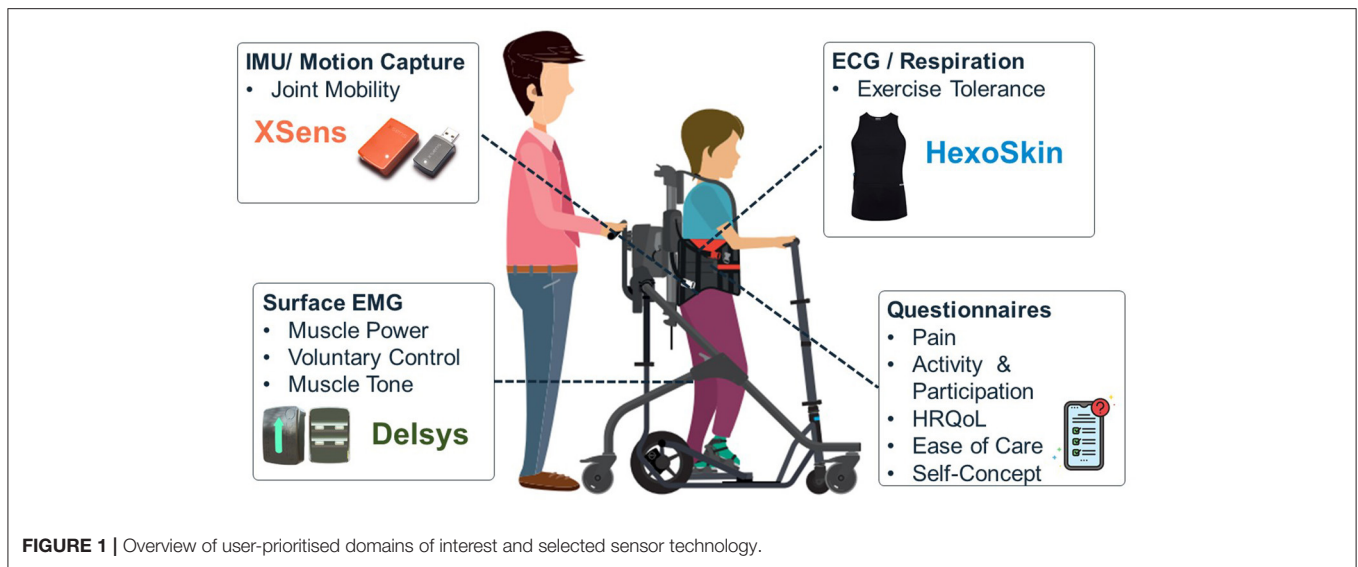 IMU/ Motion Capture
• Joint Mobility
XSens
ECG / Respiration
• Exercise Tolerance
HexoSkin
Surface EMG
• Muscle Power
• Voluntary Control
• Muscle Tone
Delsys
Questionnaires
• Pain
• Activity &
Participation
• HRQoL
• Ease of Care
• Self-Concept
?
FIGURE 1 | Overview of user-prioritised domains of interest and selected sensor technology.